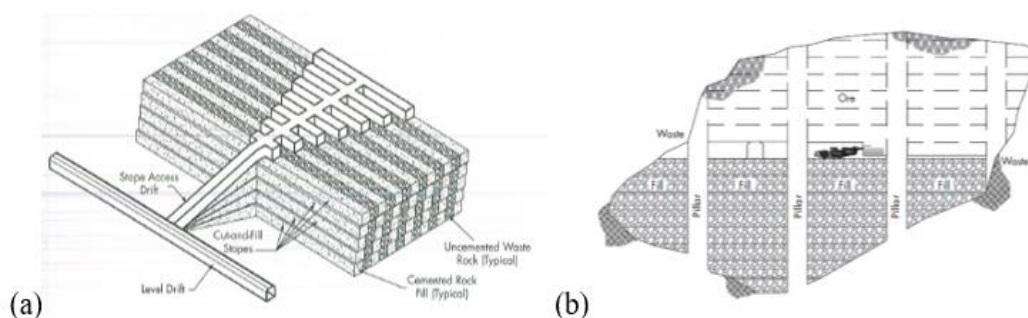 Stope Access
Drift
Cut-and-Fill
Stopes
Level Drift
Uncemented Waste
Rock (Typical)
Cemented Rock
Fill (Typical)
(a)
Ore
Waste
Waste
Fill
Fill
Fill
Fill
Pillar
Pillar
Pillar
(b)